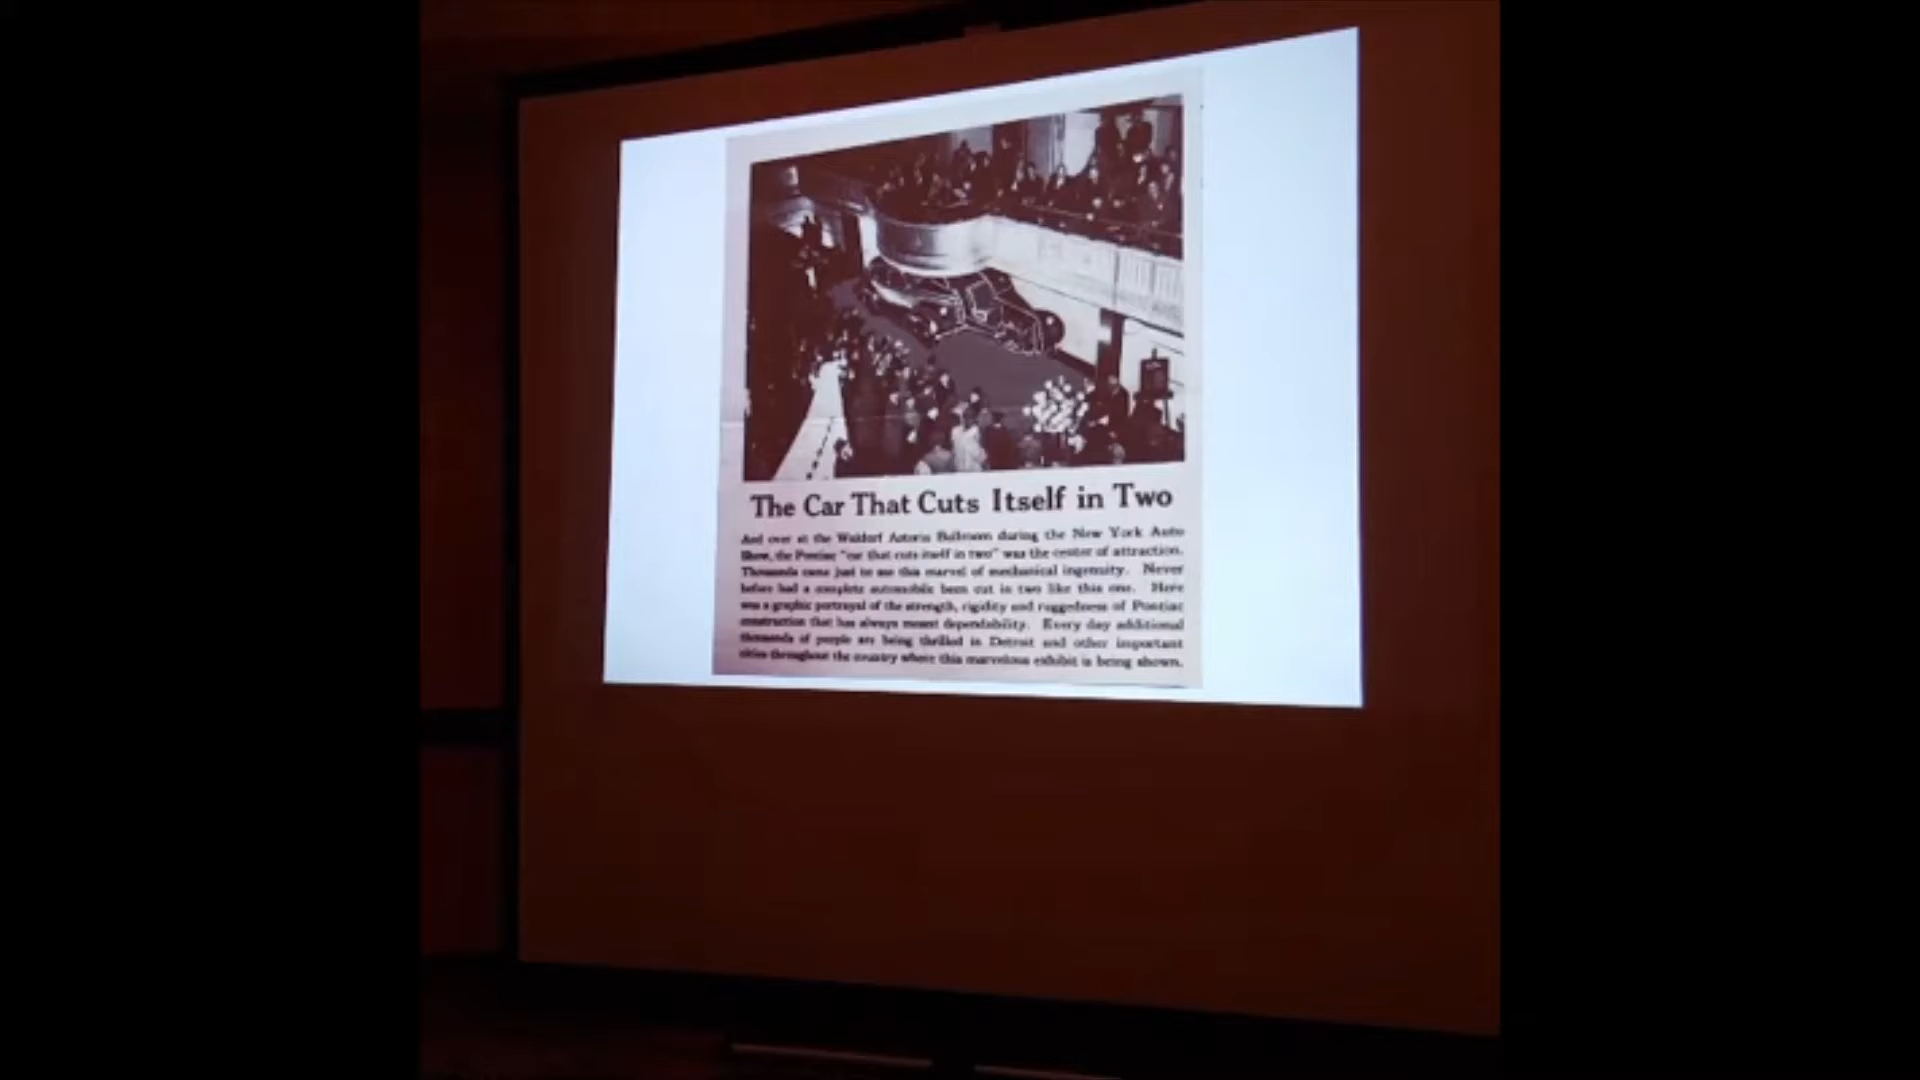 The Car That Cuts Itself in Two
And over at the Waldorf Astoria Ballroom during the New York Auto
Show, the Pontiac "car that cuts itself in two" was the center of attraction.
Thousands came just to see this marvel of mechanical ingenuity. Never
before had a complete automobile been cut in two like this one. Here
was a graphic portrayal of the strength, rigidity and ruggedness of Pontiac
construction that has always meant dependability. Every day additional
thousands of people are being thrilled in Detroit and other important
cities throughout the country where this marvelous exhibit is being shown.